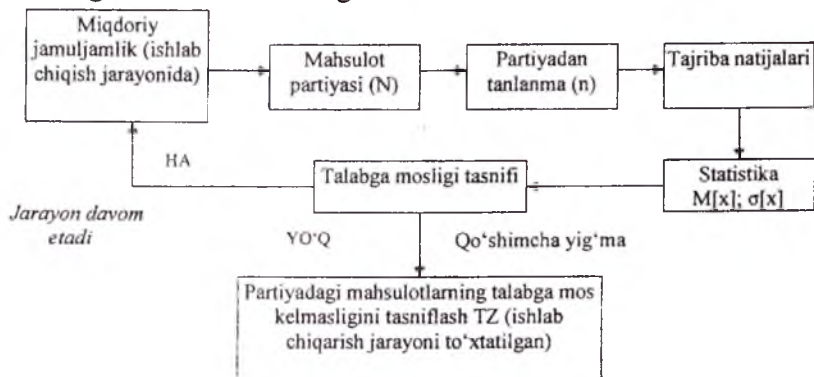 Miqdoriy
jamuljamlik (ishlab
chiqish jarayonida)
Mahsulot
partiyasi (N)
Partiyadan
tanlanma (n)
Tajriba natijalari
Statistika
M[x]; σ[x]
Talabga mosligi tasnifi
HA
Jarayon davom
etadi
YO‘Q
Qo‘shimcha yig‘ma
Partiyadagi mahsulotlarning talabga mos
kelmasligini tasniflash TZ (ishlab
chiqarish jarayoni to‘xtatilgan)